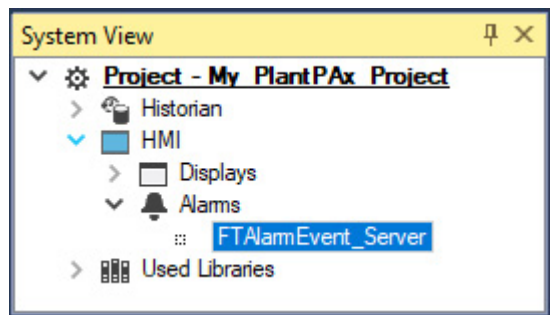 System View
Project - My_PlantPAx_Project
Historian
HMI
Displays
Alarms
FTAlarmEvent_Server
Used Libraries